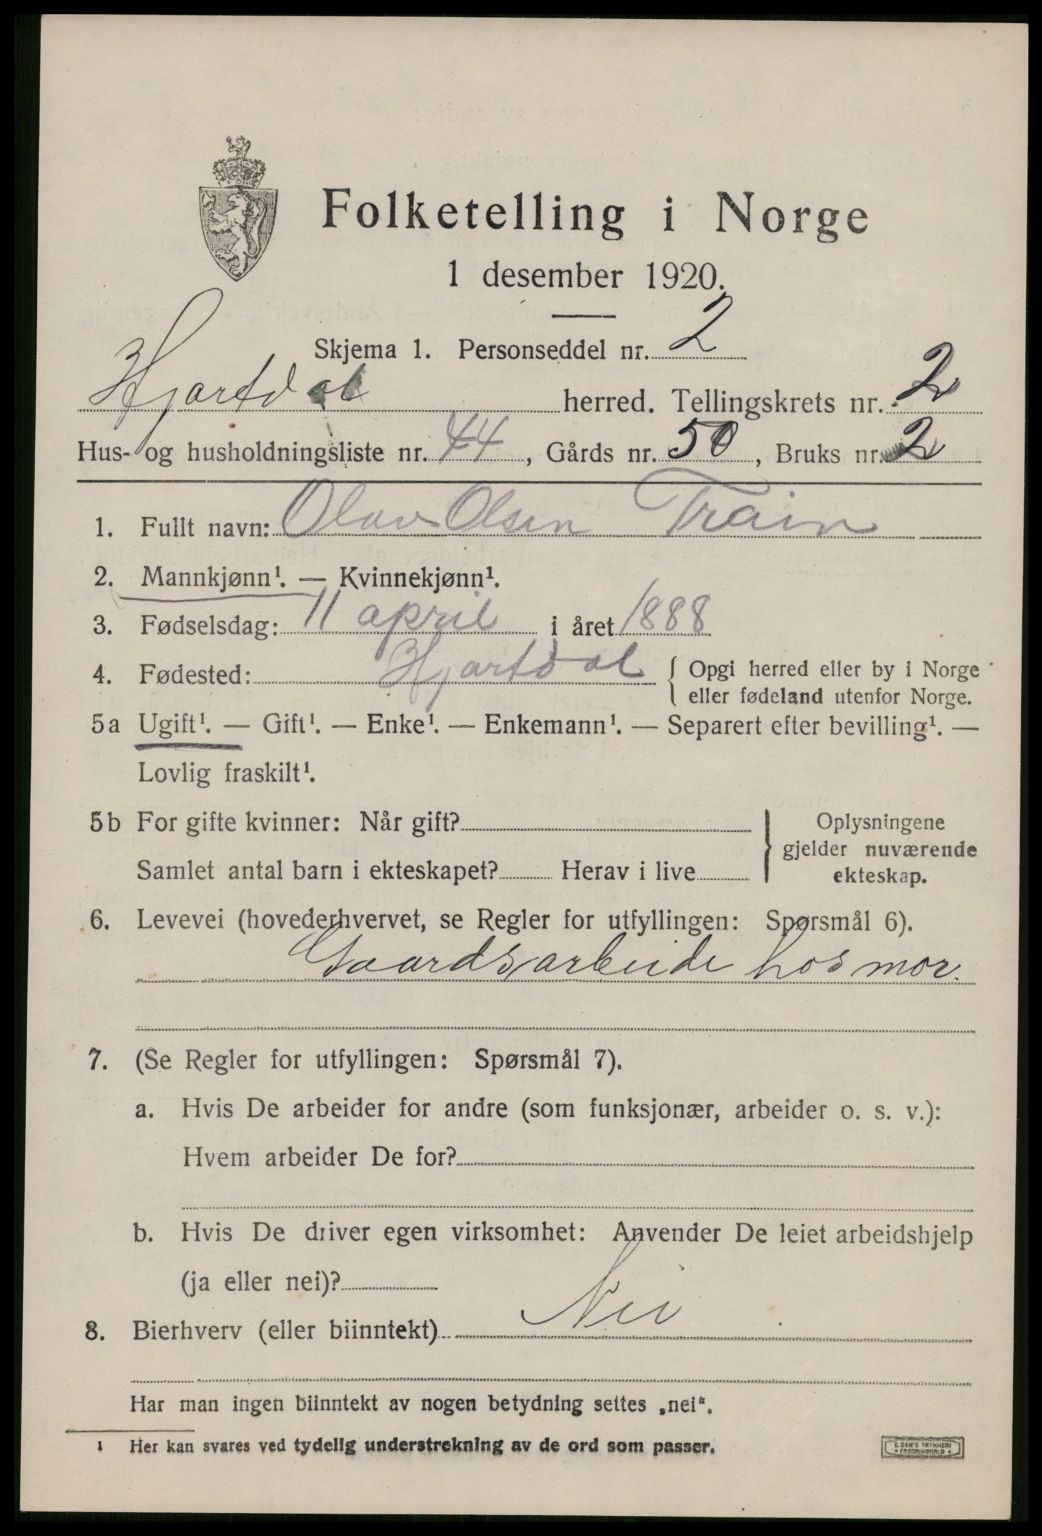 Folketelling i Norge
1 desember 1920.
Skjema 1. Personseddel nr. 2
Hjartdal herred. Tellingskrets nr. 2
Hus- og husholdningsliste nr. 44, Gårds nr. 50, Bruks nr. 2
1. Fullt navn: Olav Olsen Train
2. Mannkjønn¹. — Kvinnekjønn¹.
3. Fødselsdag: 11 april i året 1888
4. Fødested: Hjartdal { Opgi herred eller by i Norge
eller fødeland utenfor Norge.
5a Ugift¹. — Gift¹. — Enke¹. — Enkemann¹. — Separert efter bevilling¹. —
Lovlig fraskilt¹.
5b For gifte kvinner: Når gift? } Oplysningene
gjelder nuværende
Samlet antal barn i ekteskapet? Herav i live
ekteskap.
6. Levevei (hovederhvervet, se Regler for utfyllingen: Spørsmål 6).
Gaardsarbeide hos mor.
7. (Se Regler for utfyllingen: Spørsmål 7).
a. Hvis De arbeider for andre (som funksjonær, arbeider o. s. v.):
Hvem arbeider De for?
b. Hvis De driver egen virksomhet: Anvender De leiet arbeidshjelp
(ja eller nei)?
8. Bierhverv (eller biinntekt) Nei
Har man ingen biinntekt av nogen betydning settes „nei“.
¹ Her kan svares ved tydelig understrekning av de ord som passer.
E. SEM'S TRYKKERI
FREDRIKSHALD